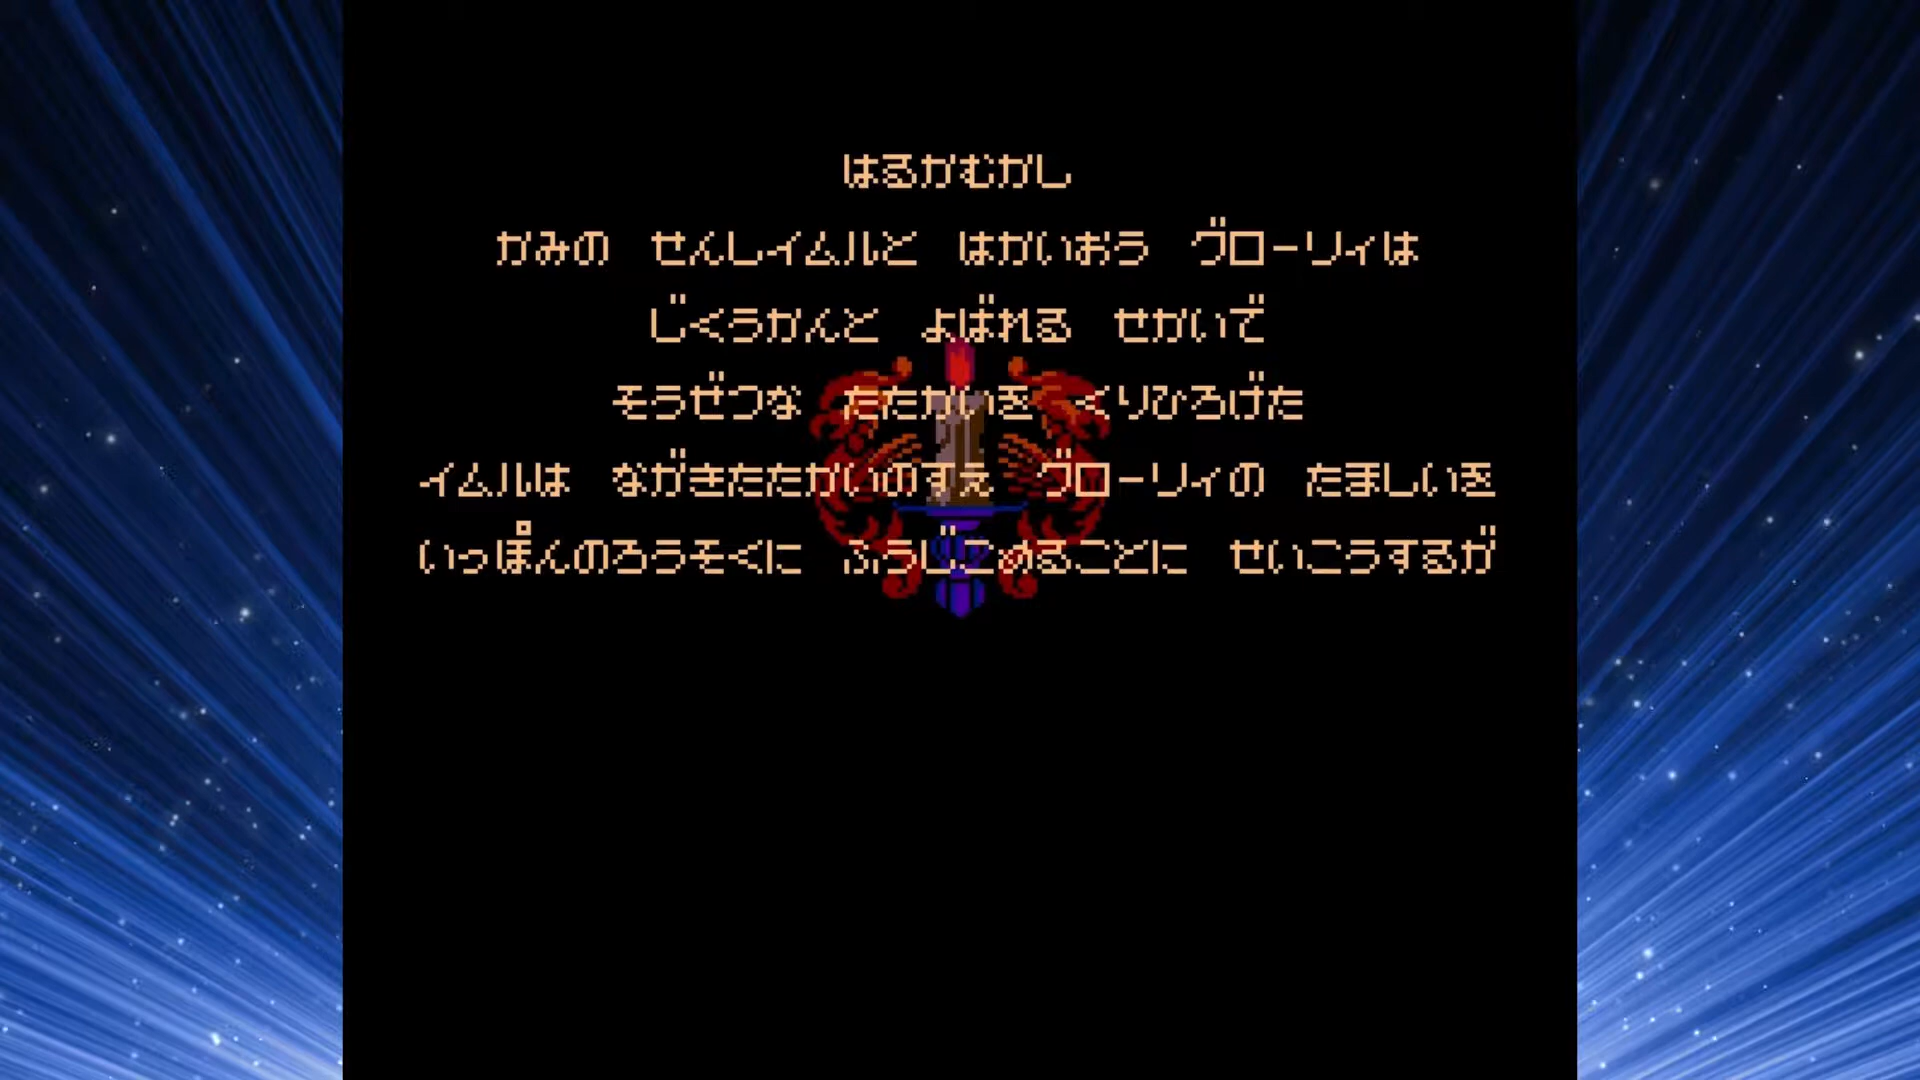 はるかむかし
かみの せんしイムルと はかいおう グローリィは
じくうかんと よばれる せかいで
そうぜつな たたかいを くりひろげた
イムルは ながきたたかいのすえ グローリィの たましいを
いっぽんのろうそくに ふうじこめることに せいこうするが